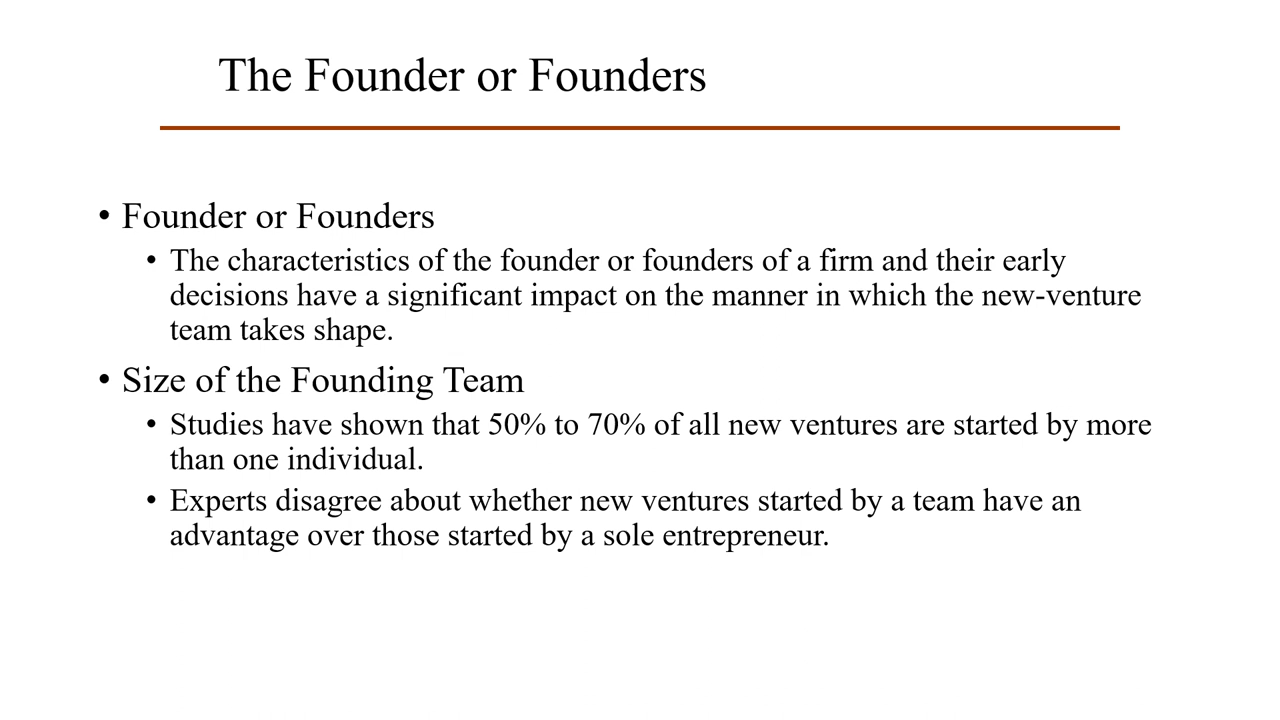 The Founder or Founders
• Founder or Founders
• The characteristics of the founder or founders of a firm and their early
decisions have a significant impact on the manner in which the new-venture
team takes shape.
• Size of the Founding Team
• Studies have shown that 50% to 70% of all new ventures are started by more
than one individual.
• Experts disagree about whether new ventures started by a team have an
advantage over those started by a sole entrepreneur.